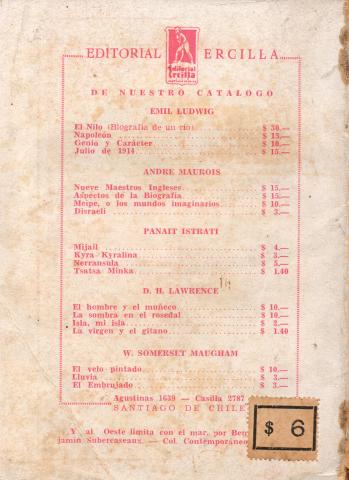 EDITORIAL ERCILLA
Editorial
Ercilla
DE NUESTRO CATALOGO
EMIL LUDWIG
El Nilo (Biografía de un río) $ 30.—
Napoleón $ 15.—
Genio y Carácter $ 10.—
Julio de 1914 $ 15.—
ANDRE MAUROIS
Nueve Maestros Ingleses $ 15.—
Aspectos de la Biografía $ 15.—
Meipe, o los mundos imaginarios $ 10.—
Disraeli $ 3.—
PANAIT ISTRATI
Mijail $ 4.—
Kyra Kyralina $ 3.—
Nerransula $ 5.—
Tsatsa Minka $ 1.40
D. H. LAWRENCE
El hombre y el muñeco $ 10.—
La sombra en el rosedal $ 10.—
Isla, mi isla $ 2.—
La virgen y el gitano $ 1.40
W. SOMERSET MAUGHAM
El velo pintado $ 10.—
Lluvia $ 3.—
El Embrujado $ 3.—
Agustinas 1639 — Casilla 2787
SANTIAGO DE CHILE
$ 6
Y al Oeste limita con el mar, por Ben
jamín Subercaseaux. — Col. Contemporáneo